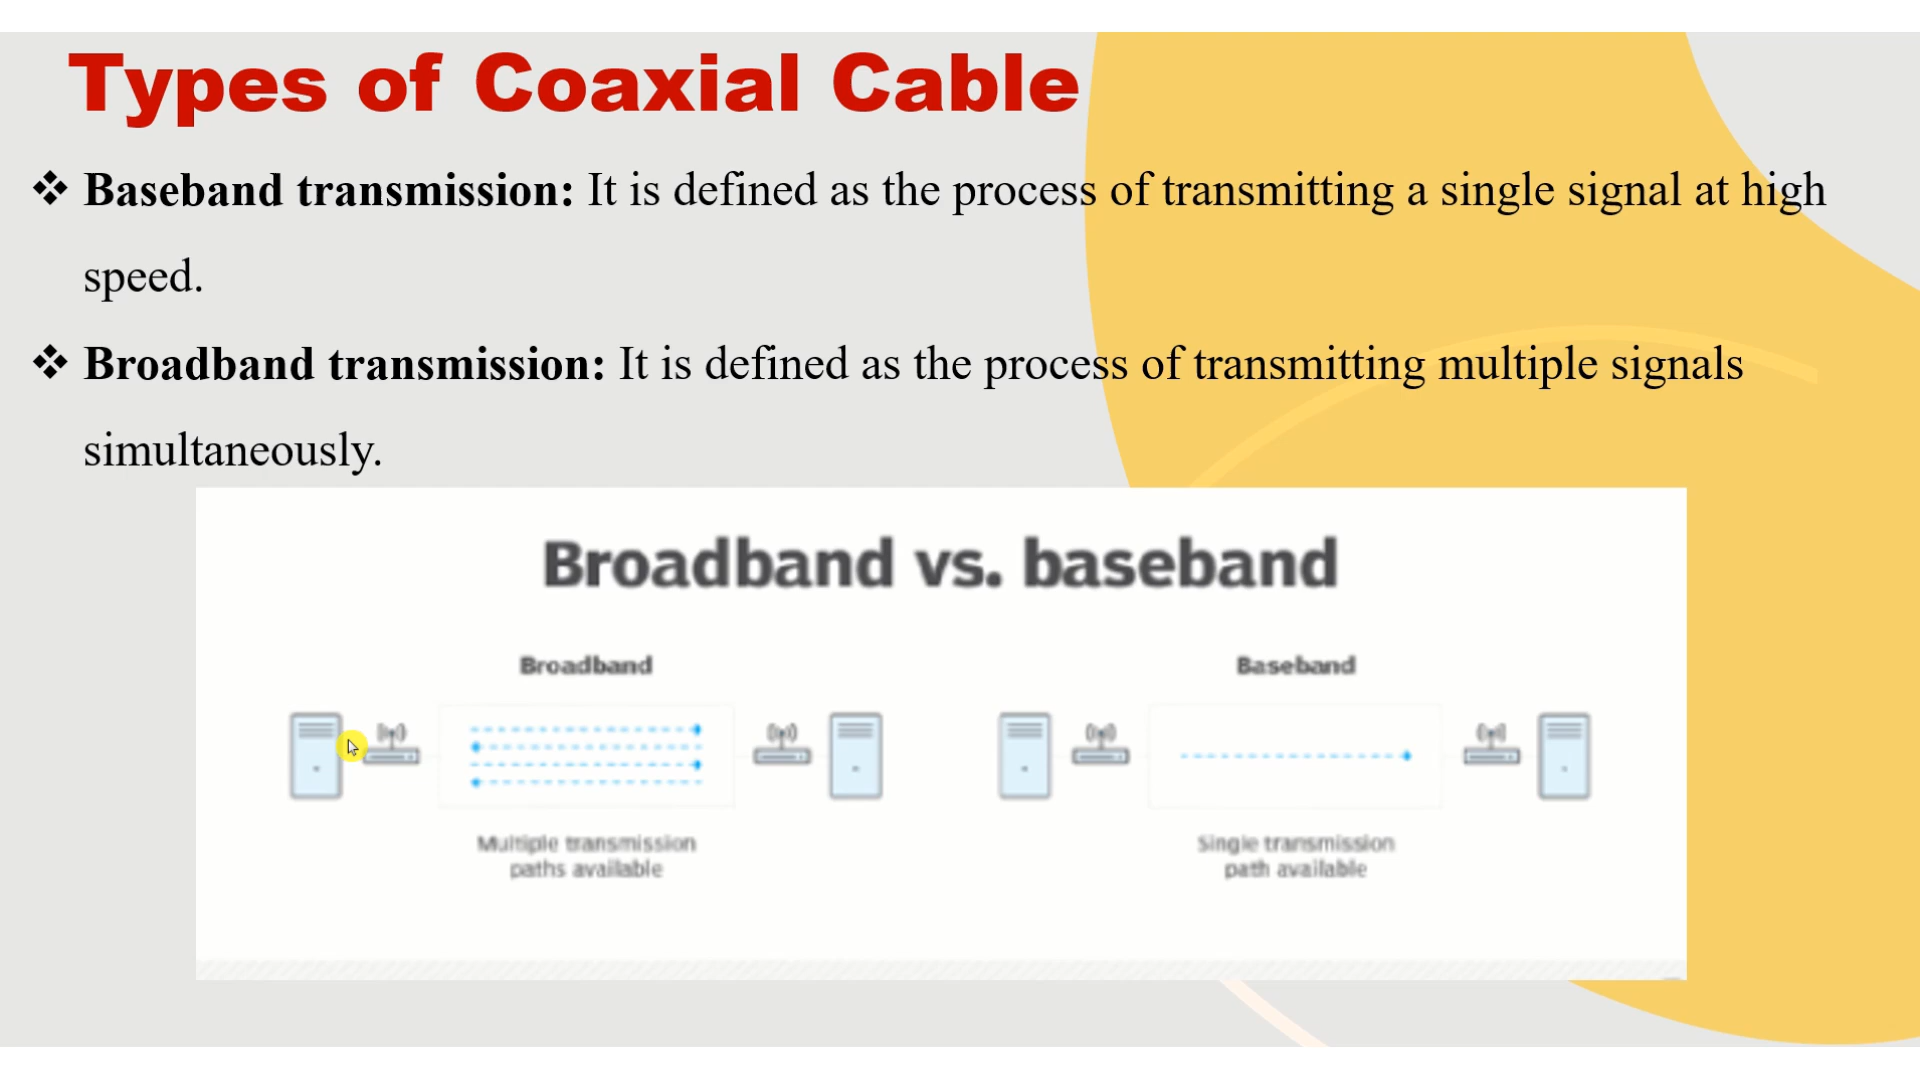 Types of Coaxial Cable
❖ Baseband transmission: It is defined as the process of transmitting a single signal at high
speed.
❖ Broadband transmission: It is defined as the process of transmitting multiple signals
simultaneously.
Broadband vs. baseband
Broadband
Baseband
Multiple transmission
paths available
Single transmission
path available